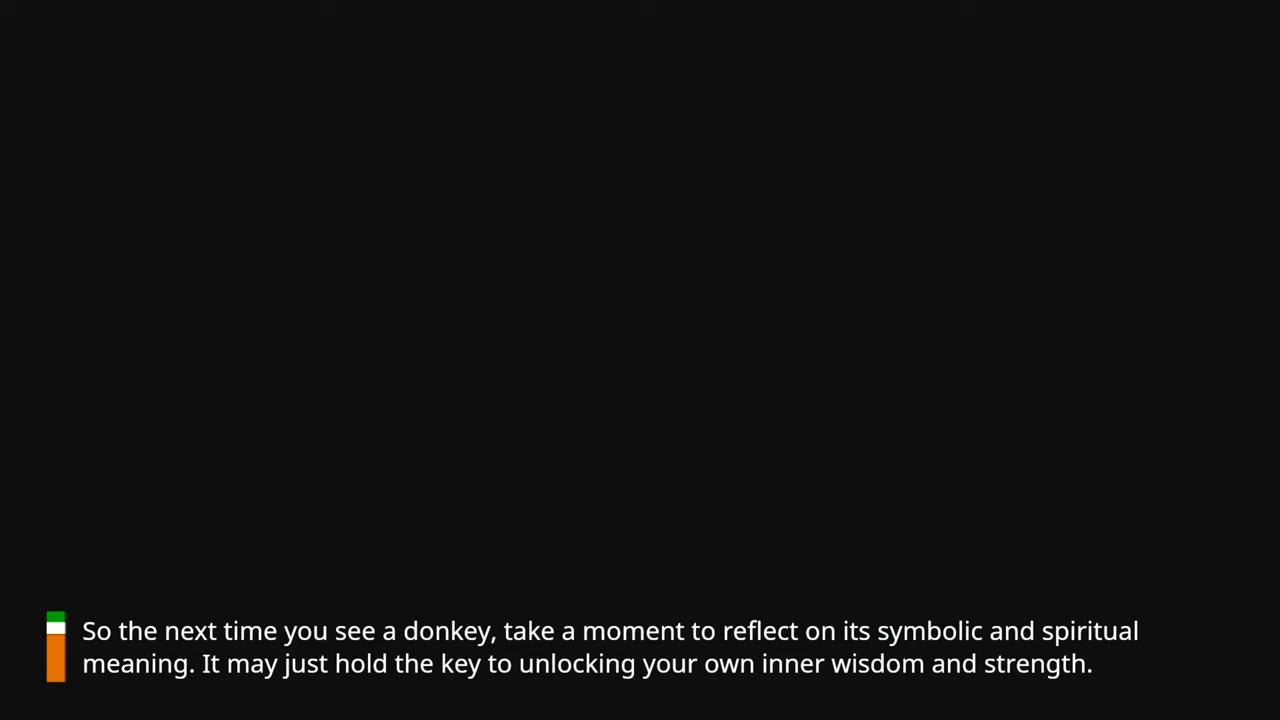 So the next time you see a donkey, take a moment to reflect on its symbolic and spiritual
meaning. It may just hold the key to unlocking your own inner wisdom and strength.